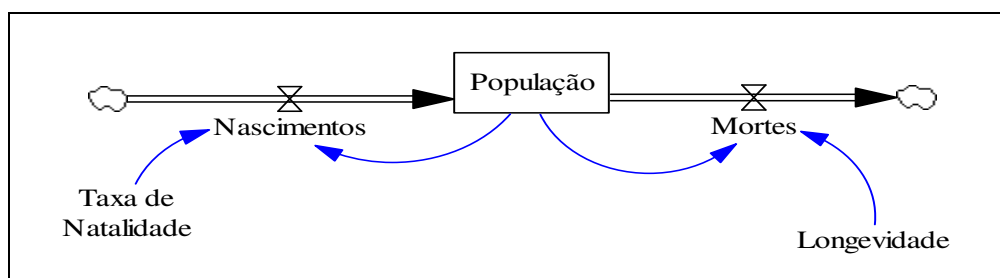 População
Nascimentos
Mortes
Taxa de
Natalidade
Longevidade